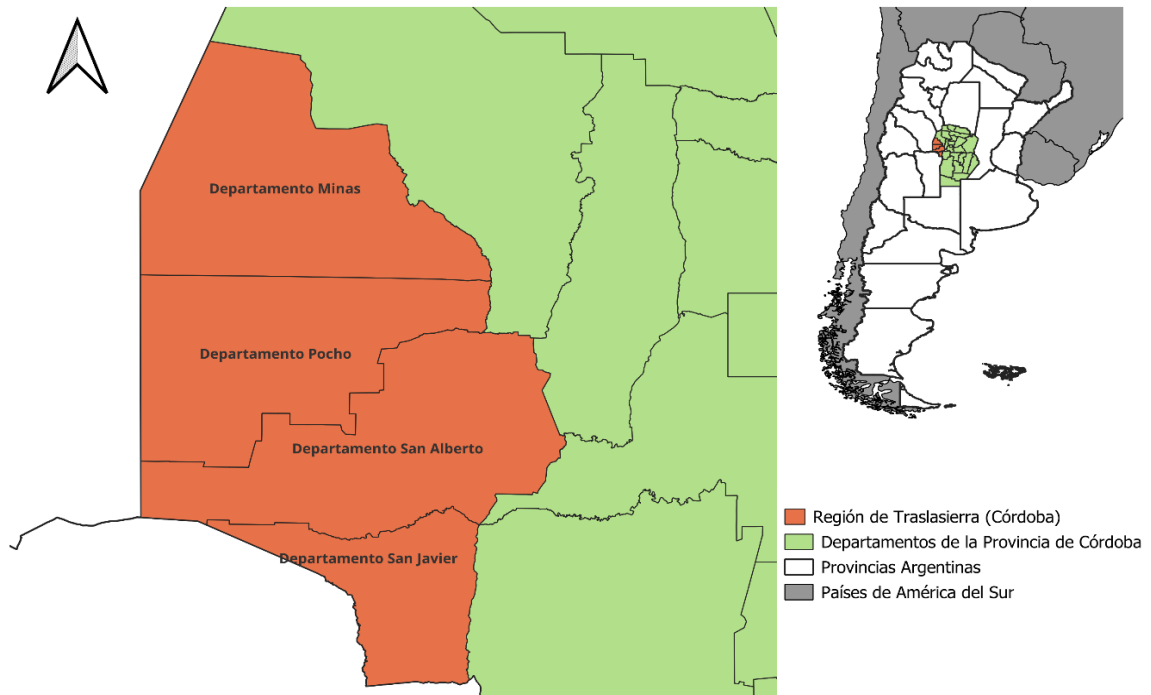 Departamento Minas
Departamento Pocho
Departamento San Alberto
Departamento San Javier
Región de Traslasierra (Córdoba)
Departamentos de la Provincia de Córdoba
Provincias Argentinas
Países de América del Sur